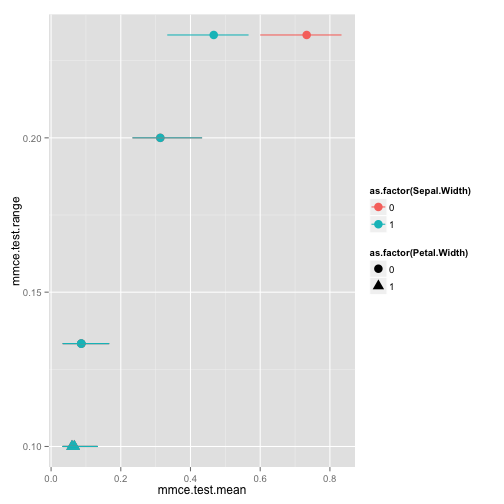 mmce.test.range
0.20
0.15
0.10
0.0 0.2 0.4 0.6 0.8
mmce.test.mean
as.factor(Sepal.Width)
0
1
as.factor(Petal.Width)
0
1